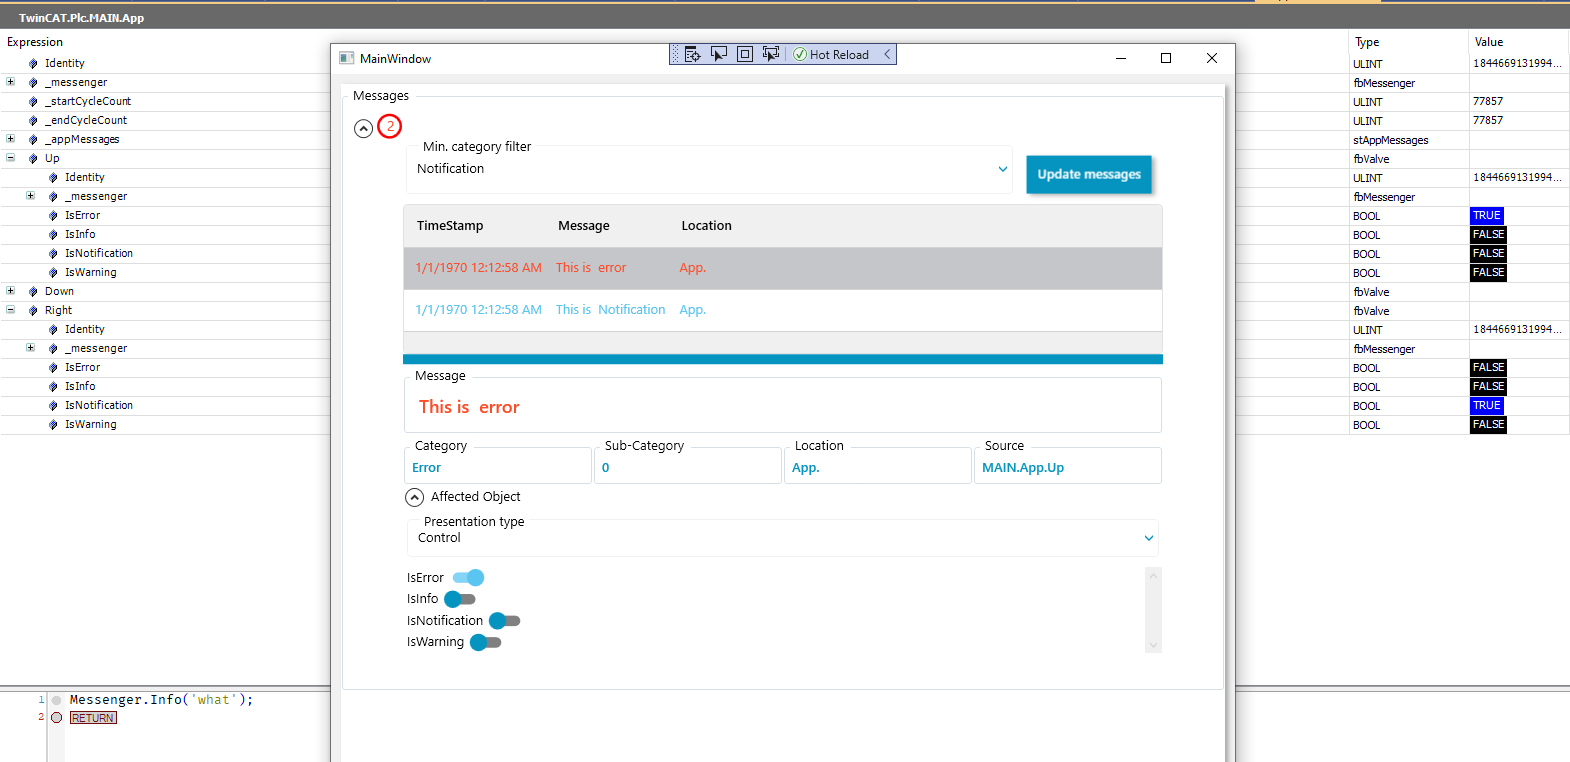 TwinCAT.Plc.MAIN.App
Expression
Type
Value
Identity
ULINT
1844669131994...
_messenger
fbMessenger
_startCycleCount
ULINT
77857
_endCycleCount
ULINT
77857
_appMessages
stAppMessages
Up
fbValve
Identity
ULINT
1844669131994...
_messenger
fbMessenger
IsError
BOOL
TRUE
IsInfo
BOOL
FALSE
IsNotification
BOOL
FALSE
IsWarning
BOOL
FALSE
Down
fbValve
Right
fbValve
Identity
ULINT
1844669131994...
_messenger
fbMessenger
IsError
BOOL
FALSE
IsInfo
BOOL
FALSE
IsNotification
BOOL
TRUE
IsWarning
BOOL
FALSE
MainWindow
Hot Reload
Messages
2
Min. category filter
Notification
Update messages
TimeStamp Message Location
1/1/1970 12:12:58 AM This is  error App.
1/1/1970 12:12:58 AM This is  Notification App.
Message
This is  error
Category Sub-Category Location Source
Error 0 App. MAIN.App.Up
Affected Object
Presentation type
Control
IsError
IsInfo
IsNotification
IsWarning
1 Messenger.Info('what');
2 RETURN